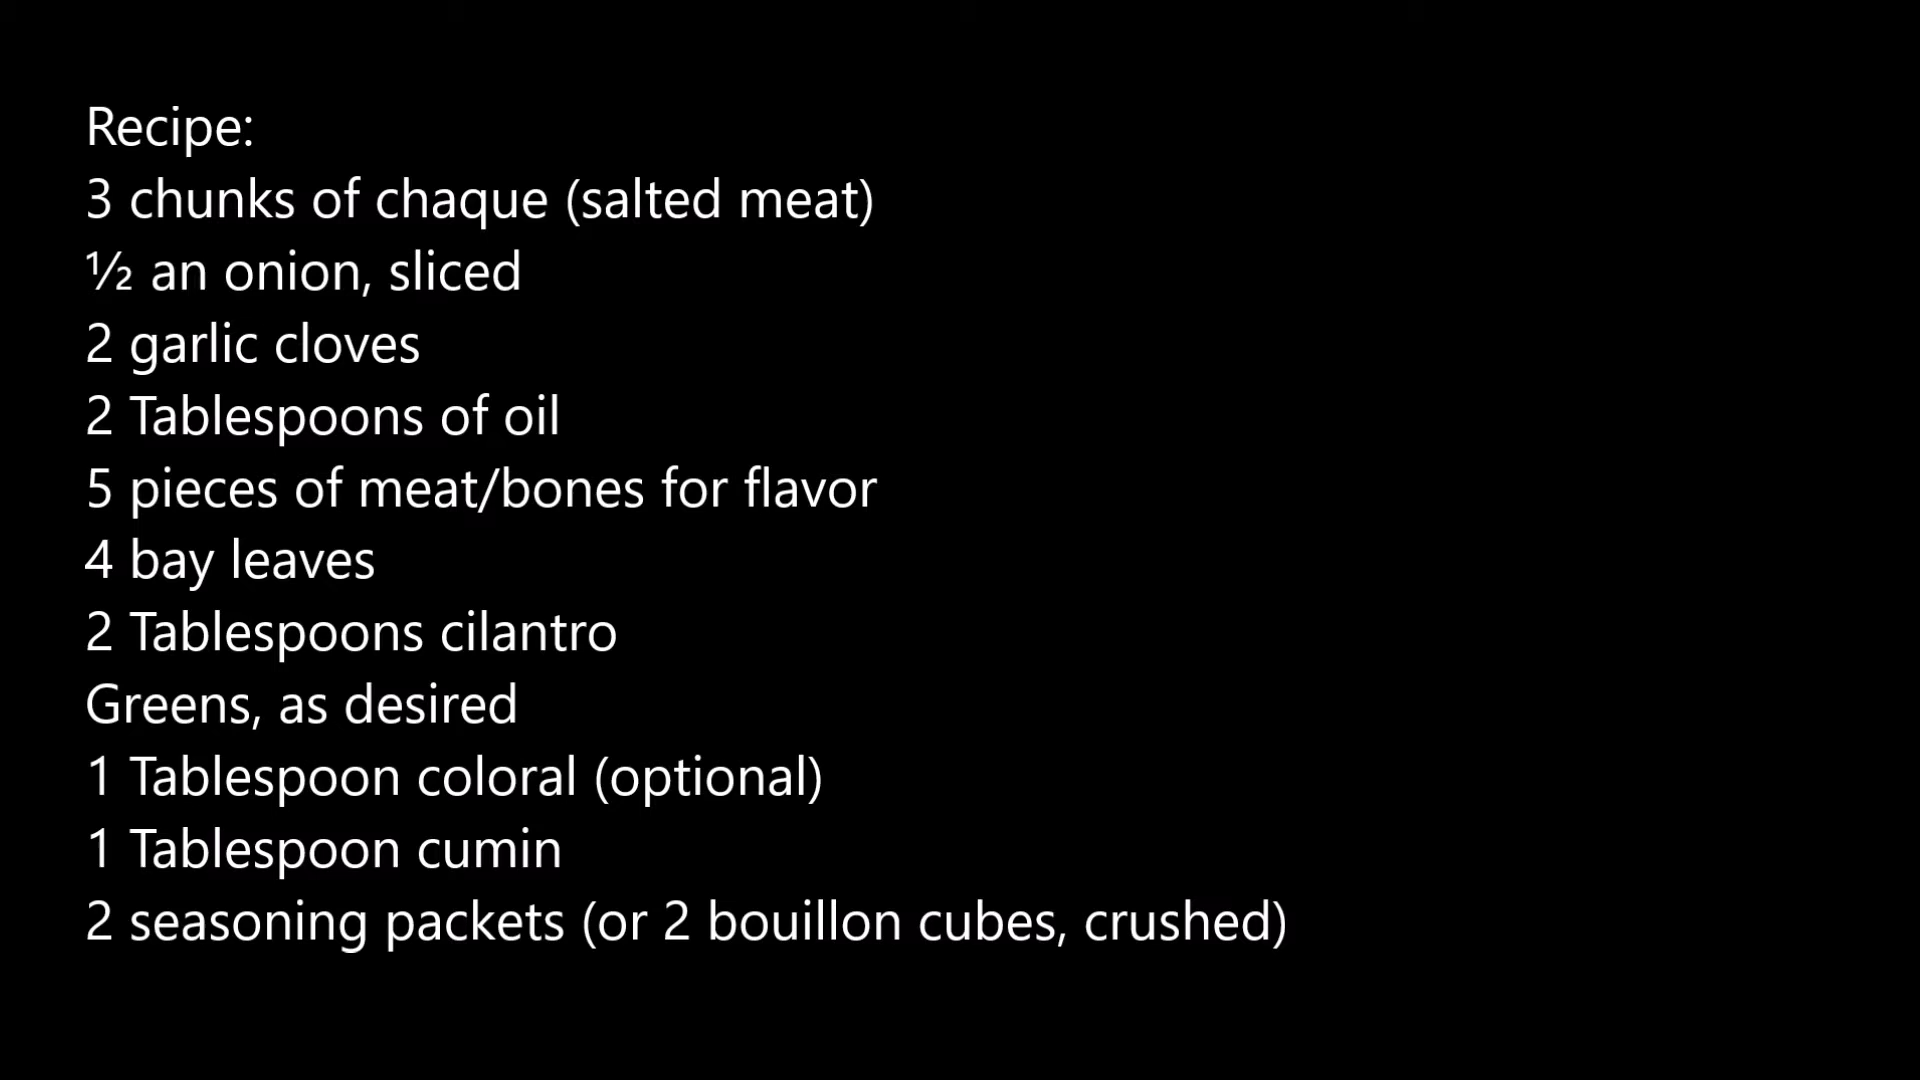 Recipe:
3 chunks of chaque (salted meat)
½ an onion, sliced
2 garlic cloves
2 Tablespoons of oil
5 pieces of meat/bones for flavor
4 bay leaves
2 Tablespoons cilantro
Greens, as desired
1 Tablespoon coloral (optional)
1 Tablespoon cumin
2 seasoning packets (or 2 bouillon cubes, crushed)